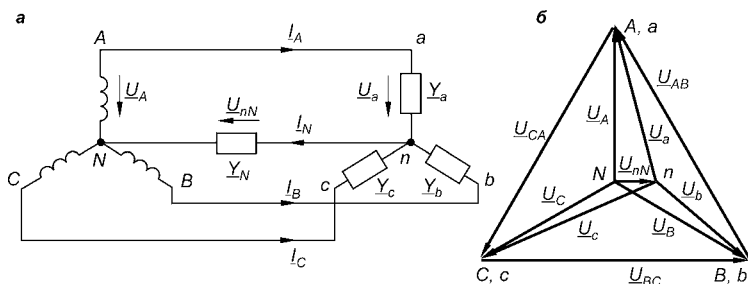 а
A
I_A
a
U_A
U_nN
U_a
Y_a
I_N
N
Y_N
n
C
B
I_B
c
Y_c
Y_b
b
I_C
б
A, a
U_AB
U_CA
U_A
U_a
N
U_nN
n
U_C
U_c
U_B
U_b
C, c
U_BC
B, b